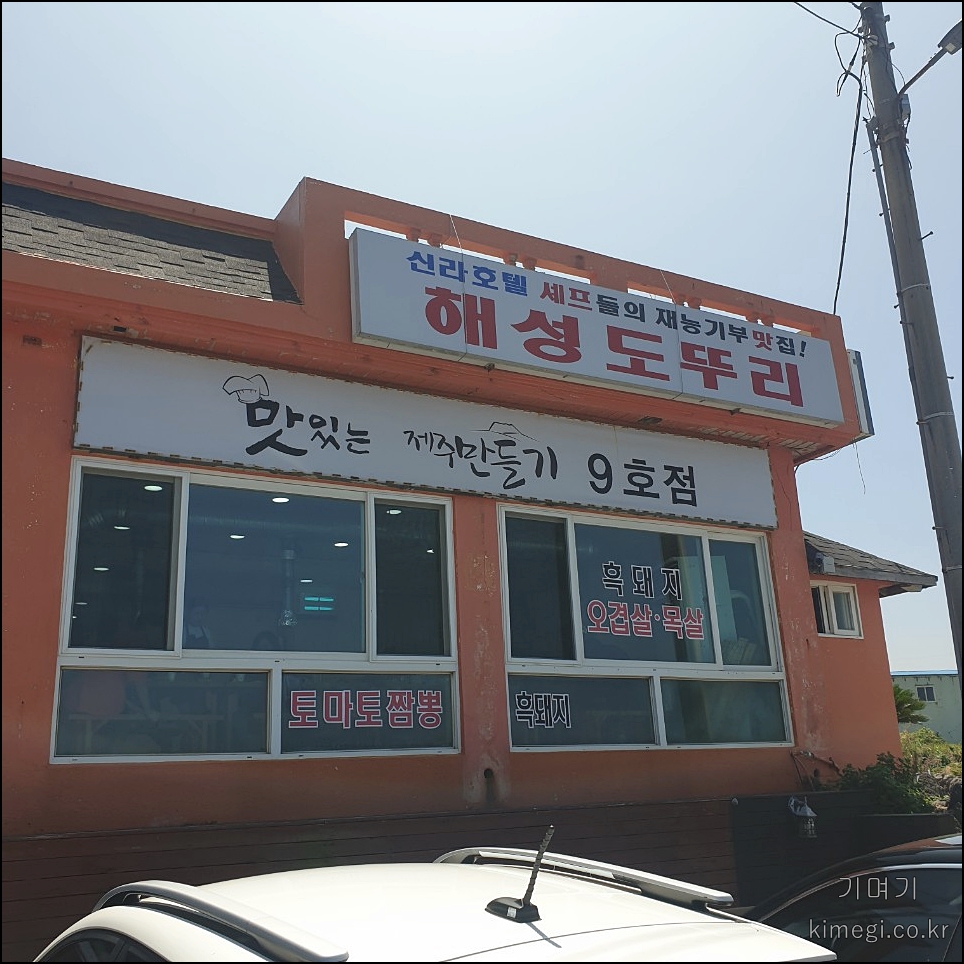 신라호텔 셰프들의 재능기부맛집!
해성도뚜리
맛있는 제주만들기 9호점
흑돼지
오겹살·목살
토마토짬뽕
흑돼지
기며기
kimegi.co.kr